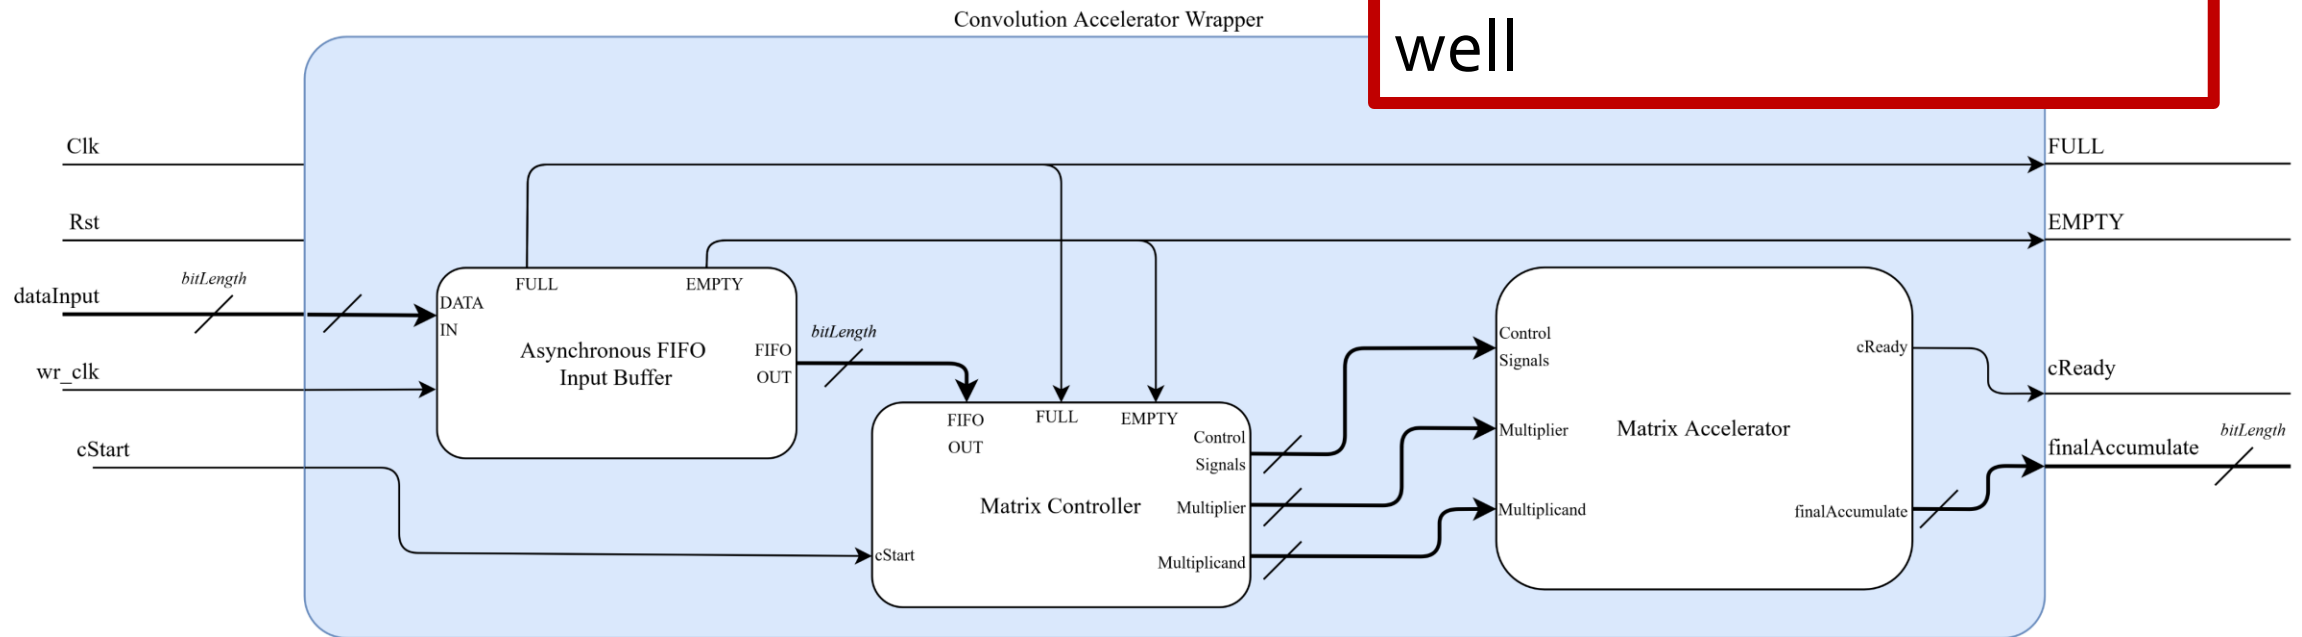 Convolution Accelerator Wrapper
well
Clk
Rst
bitLength
dataInput
wr_clk
cStart
FULL
EMPTY
DATA
IN
Asynchronous FIFO
Input Buffer
FIFO
OUT
bitLength
FIFO
OUT
FULL
EMPTY
Control
Signals
Matrix Controller
Multiplier
Multiplicand
cStart
Control
Signals
Multiplier
Multiplicand
Matrix Accelerator
cReady
finalAccumulate
FULL
EMPTY
cReady
bitLength
finalAccumulate